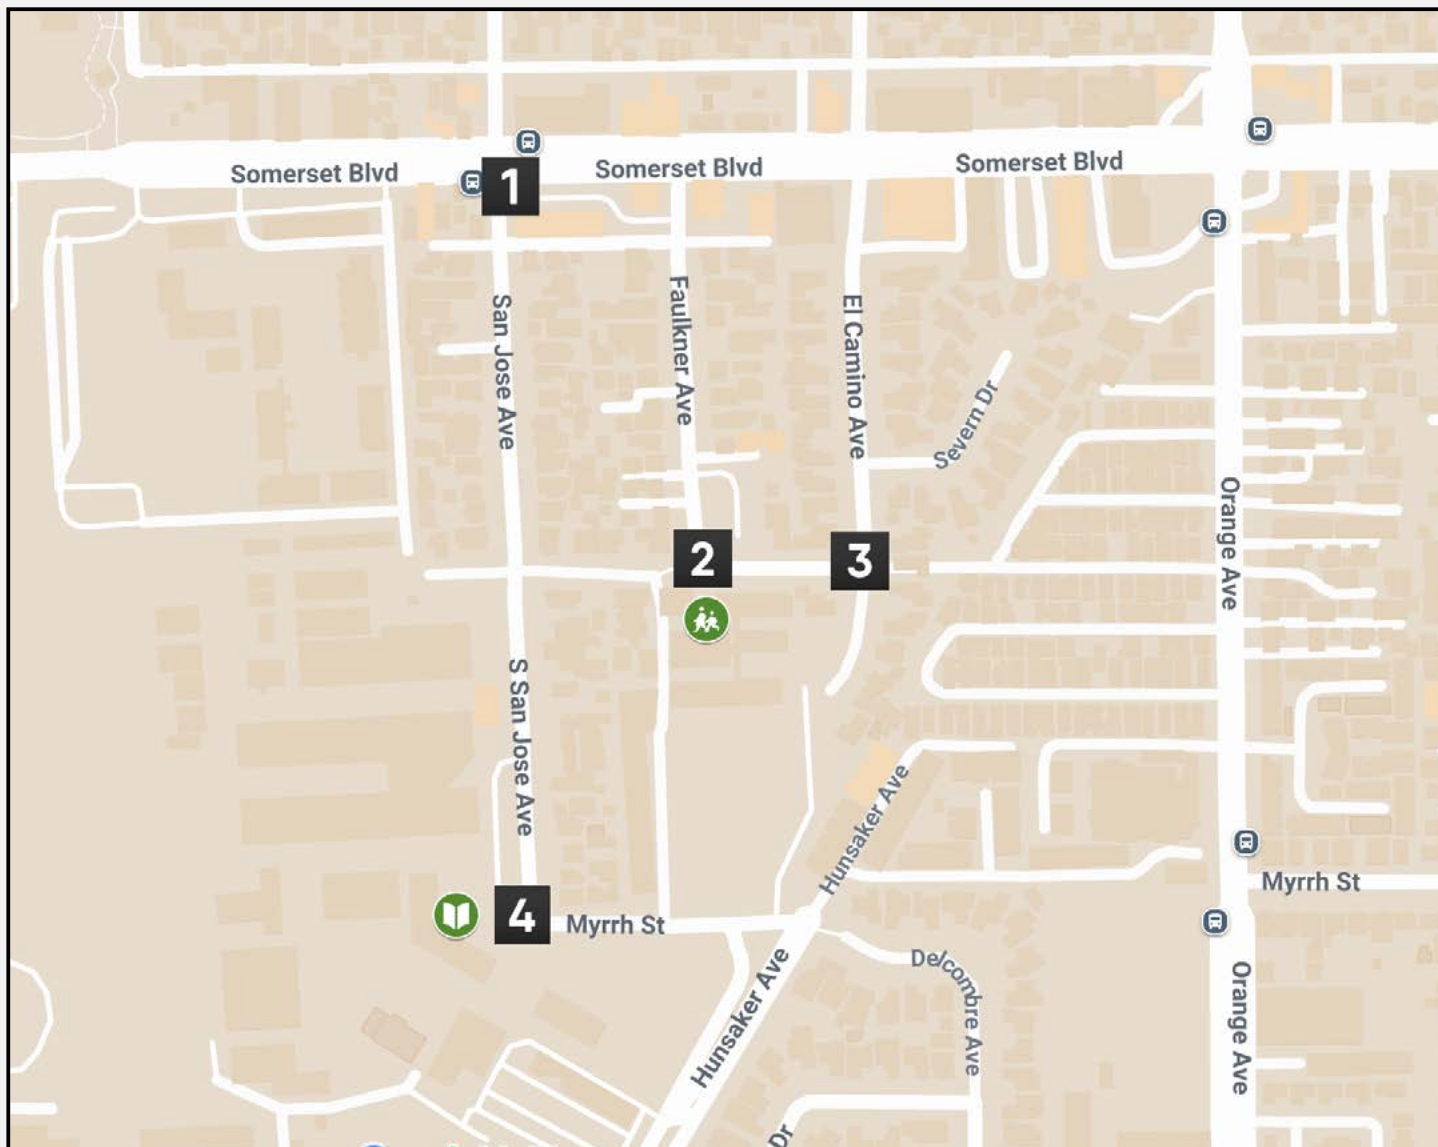 Somerset Blvd
Somerset Blvd
Somerset Blvd
1
San Jose Ave
Faulkner Ave
El Camino Ave
Severn Dr
Orange Ave
2
3
S San Jose Ave
Hunsaker Ave
Myrrh St
4
Myrrh St
Delcombre Ave
Hunsaker Ave
Orange Ave
Dr